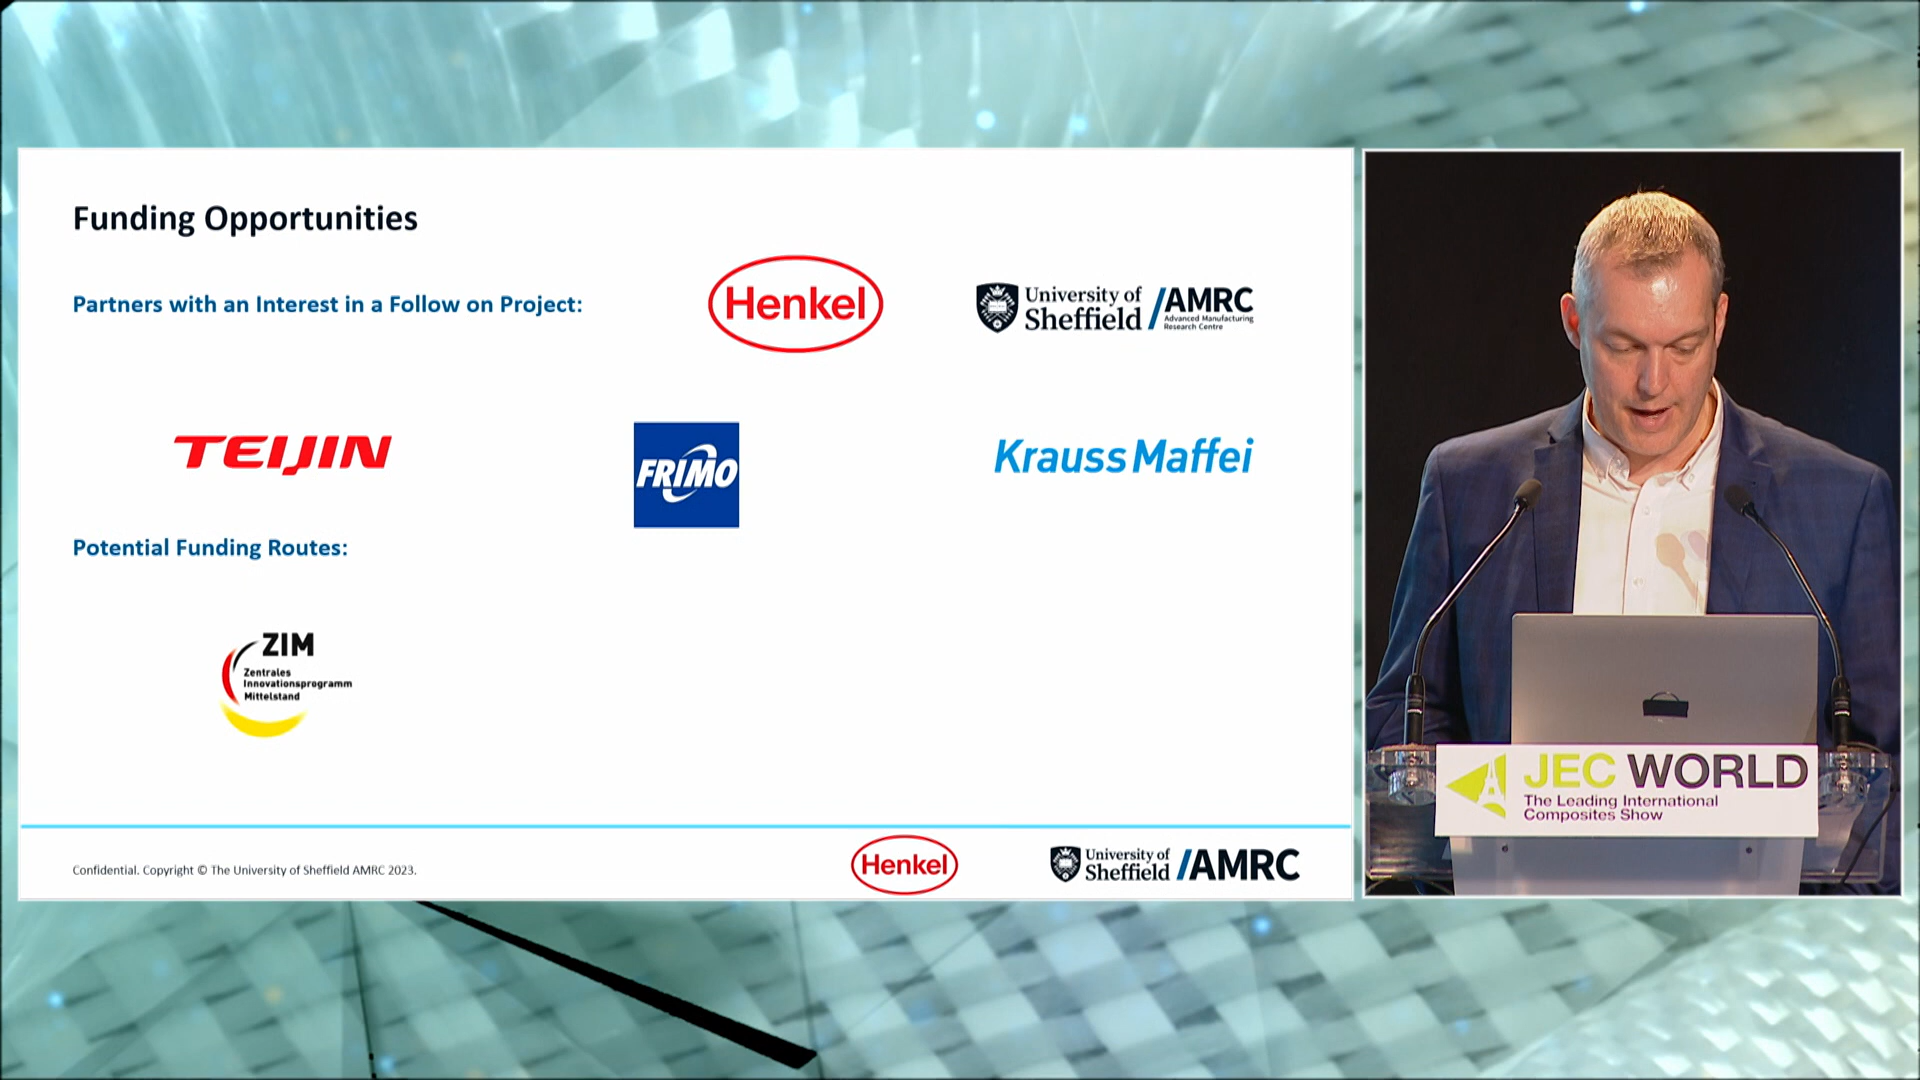 Funding Opportunities
Partners with an Interest in a Follow on Project:
Henkel
University of
Sheffield
AMRC
Advanced Manufacturing
Research Centre
TEIJIN
FRIMO
Krauss Maffei
Potential Funding Routes:
ZIM
Zentrales
Innovationsprogramm
Mittelstand
Confidential. Copyright © The University of Sheffield AMRC 2023.
Henkel
University of
Sheffield
/AMRC
JEC WORLD
The Leading International
Composites Show